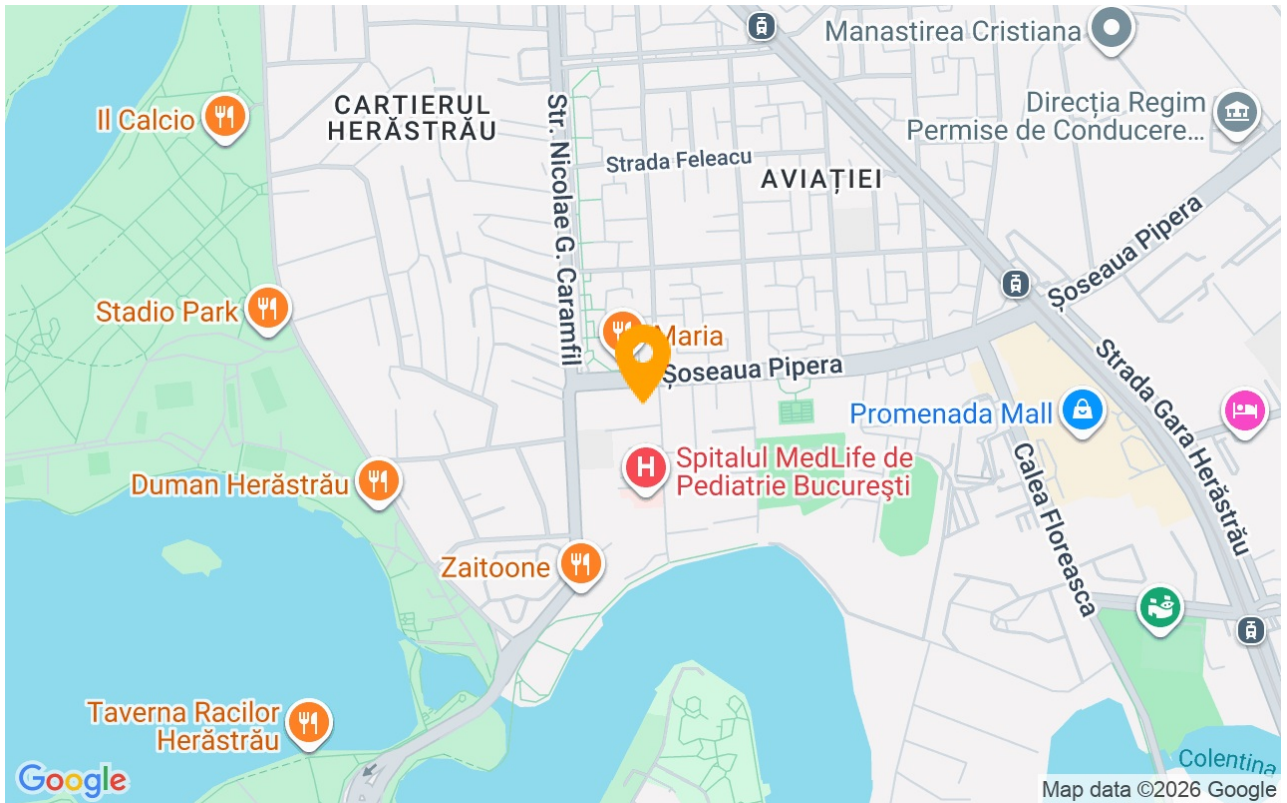 Manastirea Cristiana
Il Calcio
CARTIERUL
HERĂSTRĂU
Direcția Regim
Permise de Conducere...
Str. Nicolae G. Caramfil
Strada Feleacu
AVIAȚIEI
Șoseaua Pipera
Stadio Park
Maria
Șoseaua Pipera
Strada Gara Herăstrău
Promenada Mall
Calea Floreasca
H
Spitalul MedLife de
Pediatrie Bucureşti
Duman Herăstrău
Zaitoone
Taverna Racilor
Herăstrău
Colentina
Google
Map data ©2026 Google